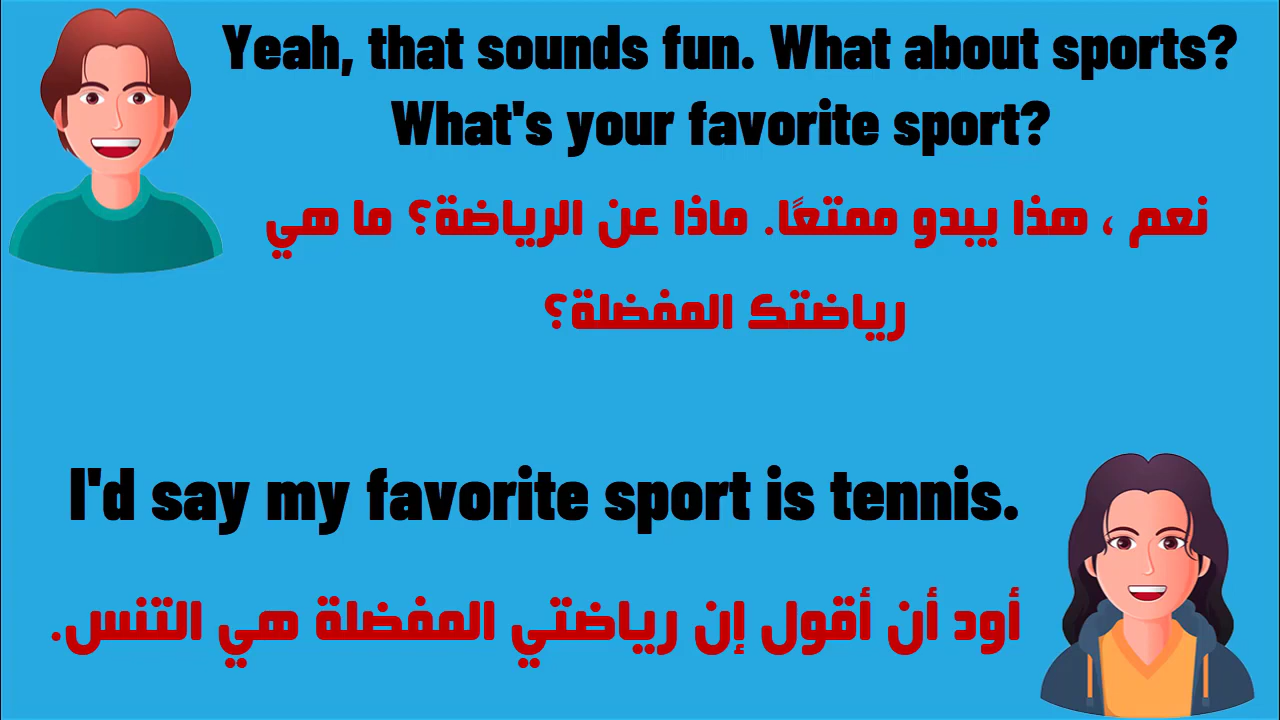 Yeah, that sounds fun. What about sports?
What's your favorite sport?
نعم ، هذا يبدو ممتعًا. ماذا عن الرياضة؟ ما هي
رياضتك المفضلة؟
I'd say my favorite sport is tennis.
أود أن أقول إن رياضتي المفضلة هي التنس.